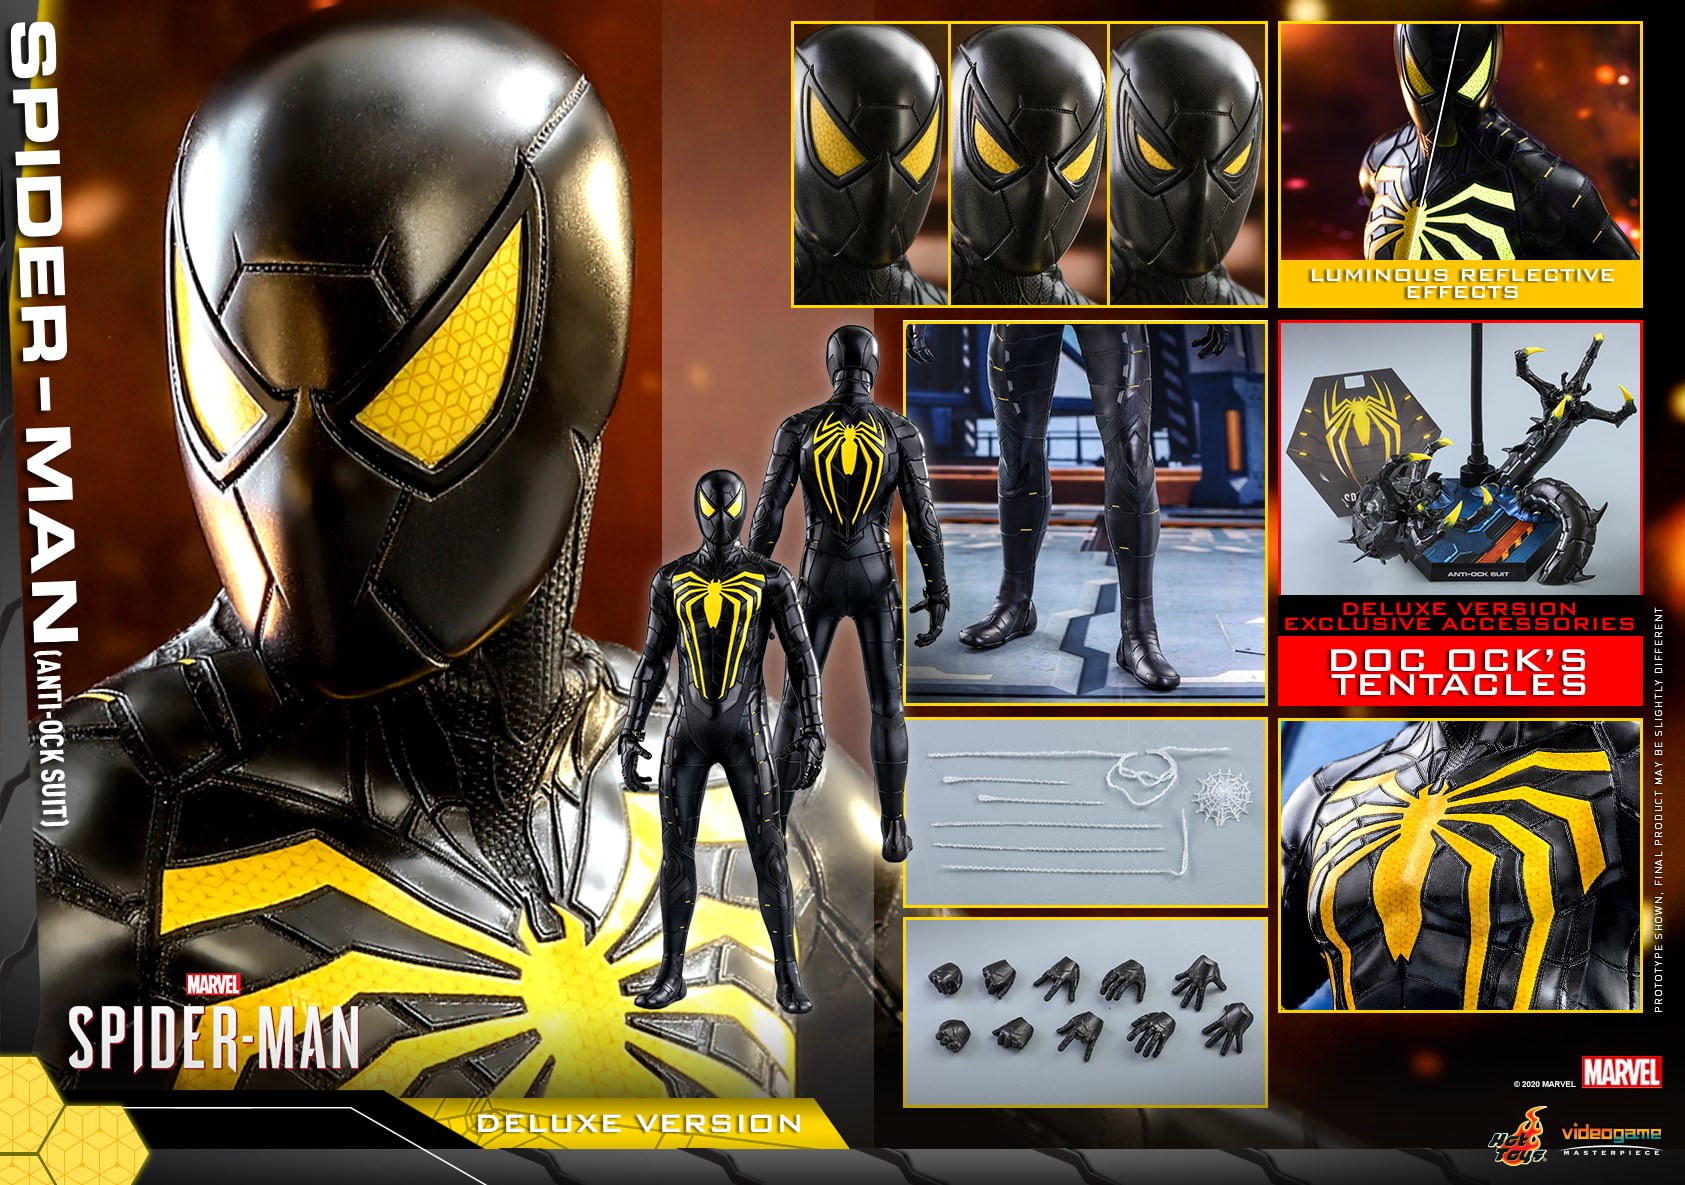 SPIDER-MAN (ANTI-OCK SUIT)
LUMINOUS REFLECTIVE
EFFECTS
ANTI-OCK SUIT
DELUXE VERSION
EXCLUSIVE ACCESSORIES
DOC OCK'S
TENTACLES
PROTOTYPE SHOWN, FINAL PRODUCT MAY BE SLIGHTLY DIFFERENT
MARVEL
SPIDER-MAN
DELUXE VERSION
© 2020 MARVEL
MARVEL
HOT TOYS
videogame
MASTERPIECE